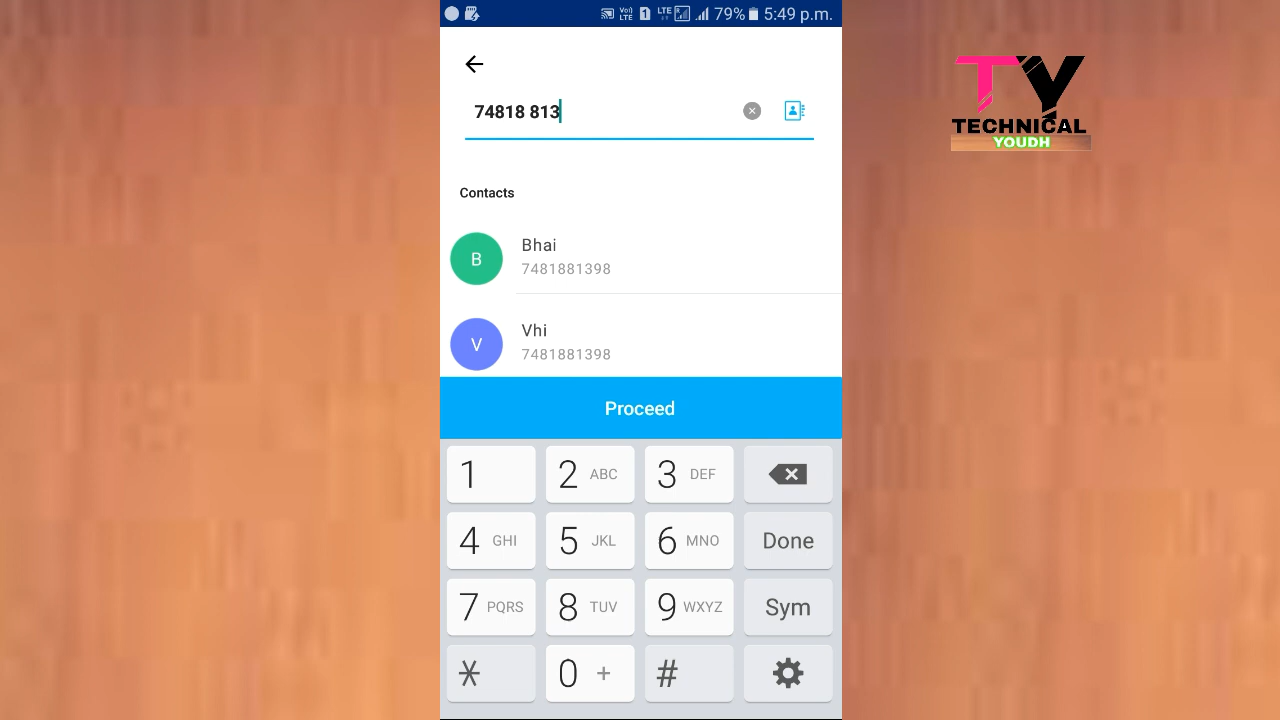 79% 5:49 p.m.
74818 813
Contacts
B
Bhai
7481881398
V
Vhi
7481881398
Proceed
1 2 ABC 3 DEF
4 GHI 5 JKL 6 MNO Done
7 PQRS 8 TUV 9 WXYZ Sym
* 0 + #
TY
TECHNICAL
YOUDH